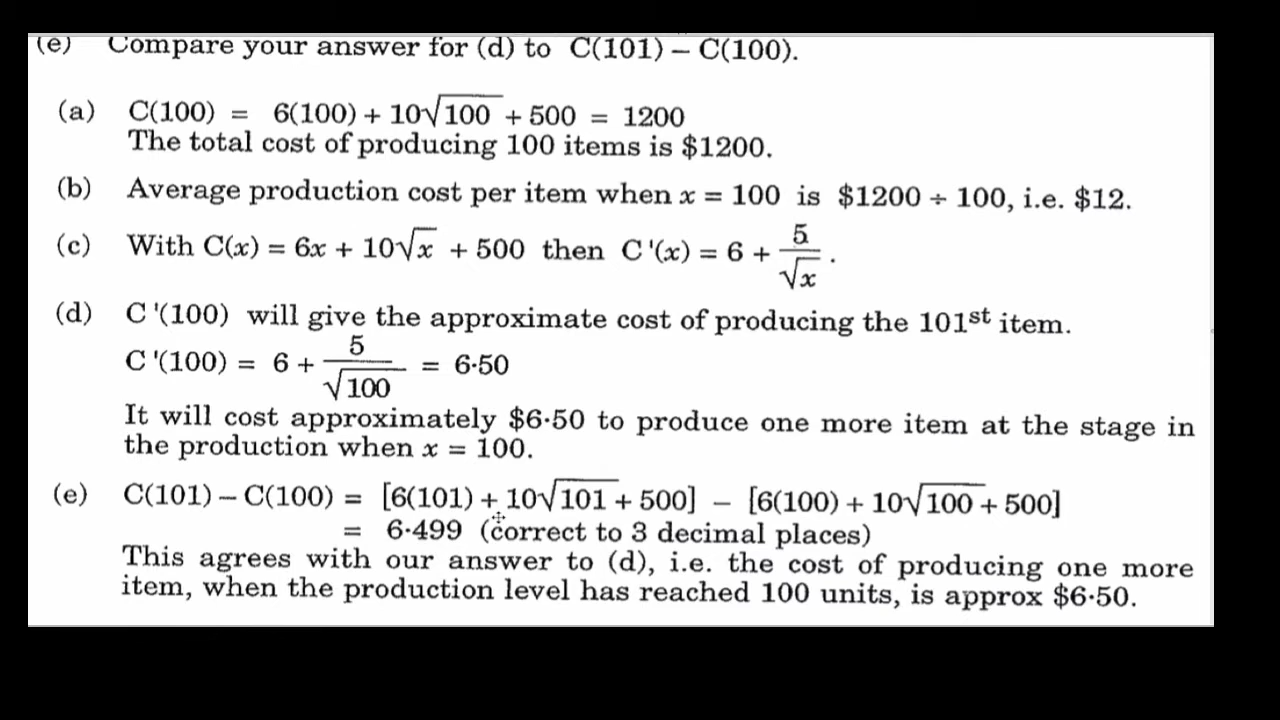 (e) Compare your answer for (d) to C(101) – C(100).
(a) C(100) = 6(100) + 10√100 + 500 = 1200
The total cost of producing 100 items is $1200.
(b) Average production cost per item when x = 100 is $1200 ÷ 100, i.e. $12.
(c) With C(x) = 6x + 10√x + 500 then C'(x) = 6 + 5/√x .
(d) C'(100) will give the approximate cost of producing the 101st item.
C'(100) = 6 + 5/√100 = 6·50
It will cost approximately $6·50 to produce one more item at the stage in
the production when x = 100.
(e) C(101) – C(100) = [6(101) + 10√101 + 500] – [6(100) + 10√100 + 500]
= 6·499 (correct to 3 decimal places)
This agrees with our answer to (d), i.e. the cost of producing one more
item, when the production level has reached 100 units, is approx $6·50.